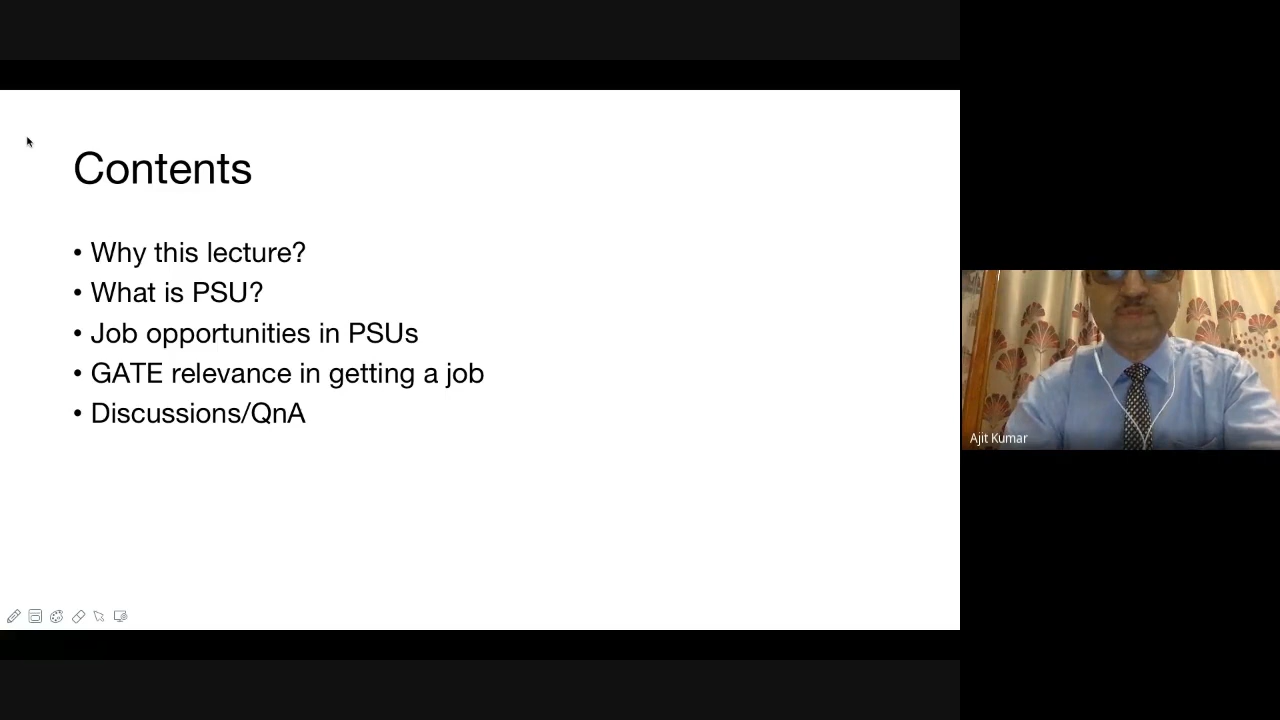 Contents
• Why this lecture?
• What is PSU?
• Job opportunities in PSUs
• GATE relevance in getting a job
• Discussions/QnA
Ajit Kumar